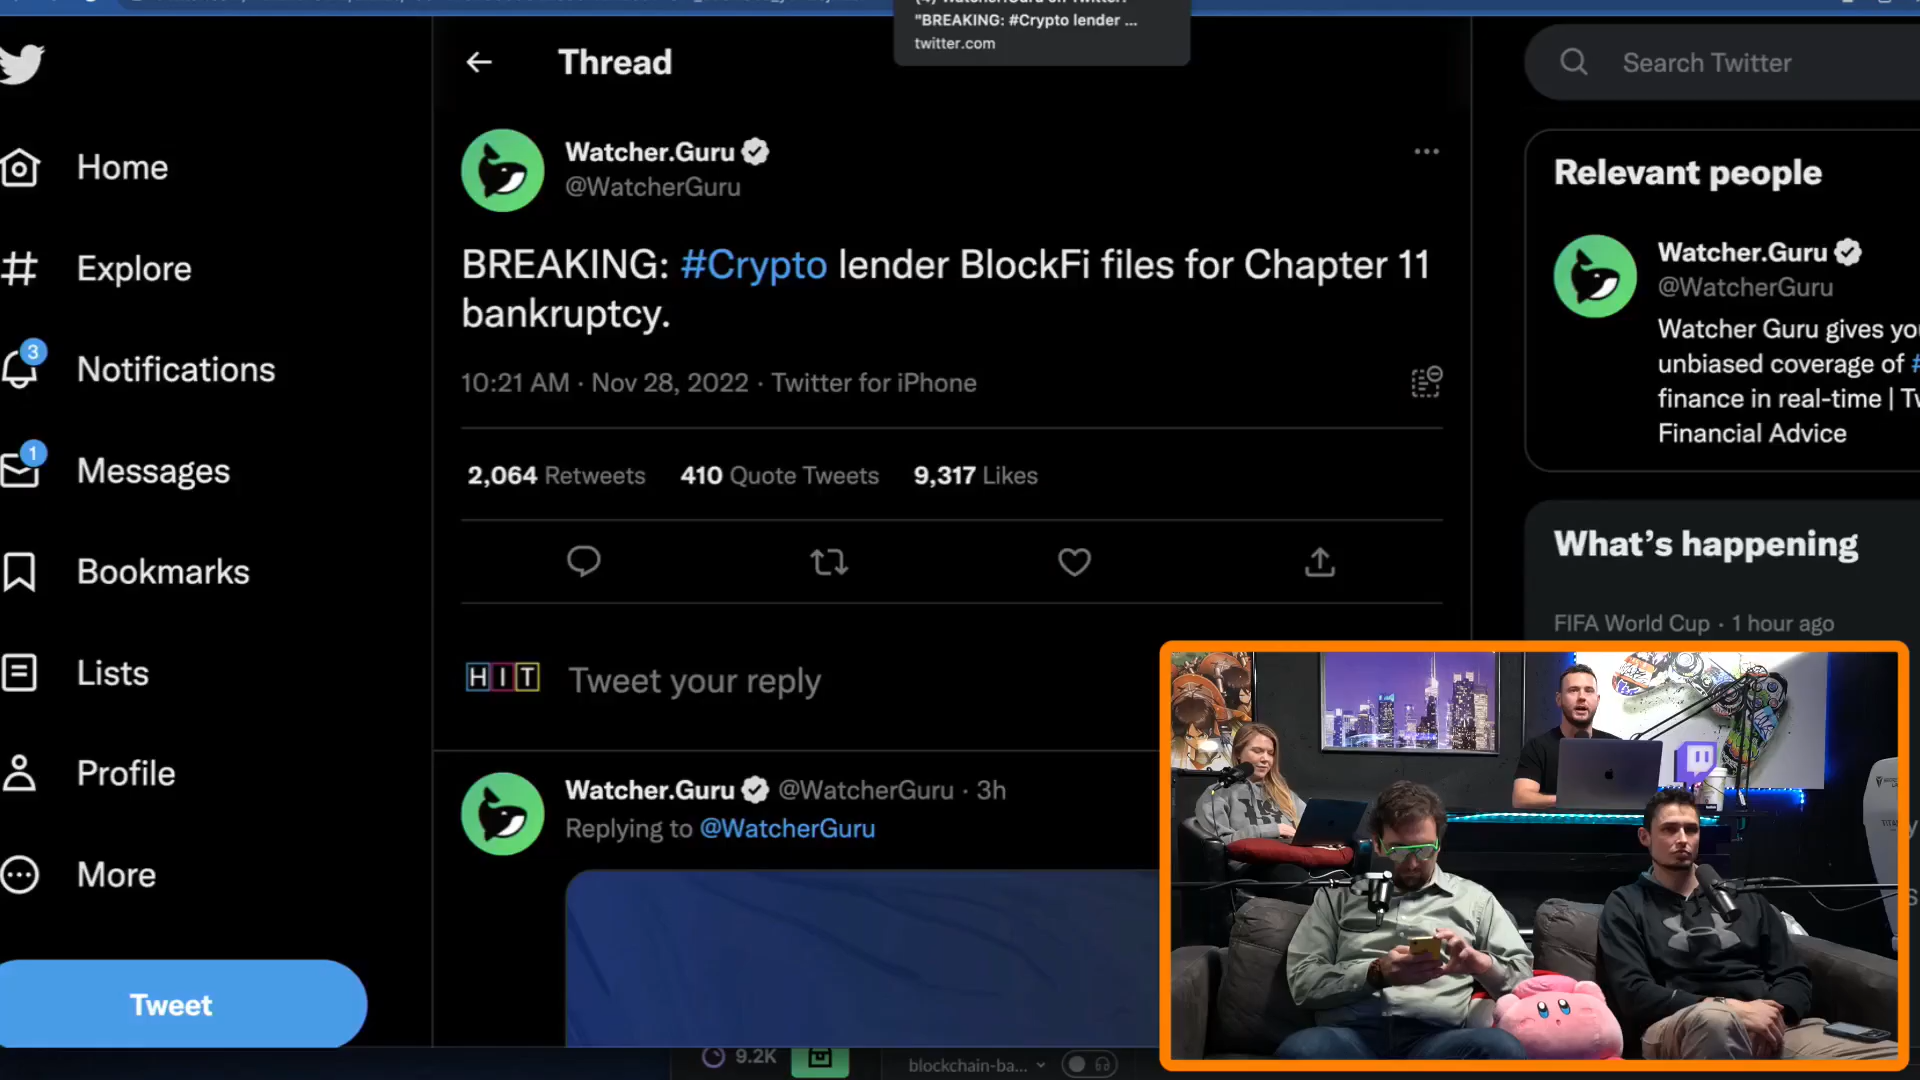 "BREAKING: #Crypto lender ...
twitter.com
Thread
Search Twitter
Home
Explore
3
Notifications
1
Messages
Bookmarks
Lists
Profile
More
Tweet
Watcher.Guru
@WatcherGuru
BREAKING: #Crypto lender BlockFi files for Chapter 11
bankruptcy.
10:21 AM · Nov 28, 2022 · Twitter for iPhone
2,064 Retweets 410 Quote Tweets 9,317 Likes
HIT
Tweet your reply
Watcher.Guru @WatcherGuru · 3h
Replying to @WatcherGuru
Relevant people
Watcher.Guru
@WatcherGuru
Watcher Guru gives you
unbiased coverage of #
finance in real-time | Tw
Financial Advice
What's happening
FIFA World Cup · 1 hour ago
9.2K
blockchain-ba...